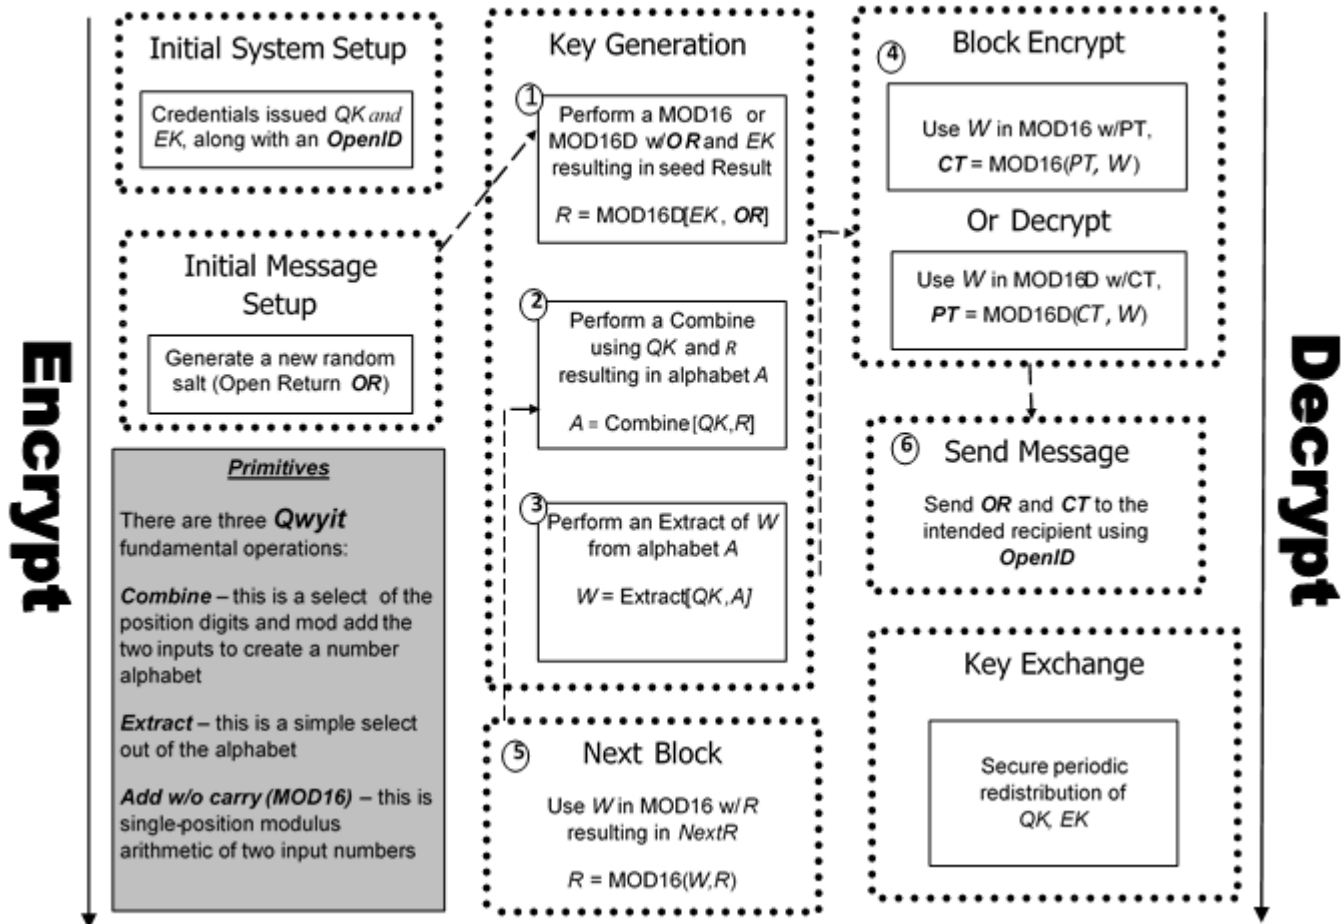 Encrypt
Initial System Setup
Credentials issued QK and
EK, along with an OpenID
Initial Message
Setup
Generate a new random
salt (Open Return OR)
Primitives
There are three Qwyit
fundamental operations:
Combine – this is a select of the
position digits and mod add the
two inputs to create a number
alphabet
Extract – this is a simple select
out of the alphabet
Add w/o carry (MOD16) – this is
single-position modulus
arithmetic of two input numbers
Key Generation
1
Perform a MOD16 or
MOD16D w/OR and EK
resulting in seed Result
R = MOD16D[EK, OR]
2
Perform a Combine
using QK and R
resulting in alphabet A
A = Combine[QK,R]
3
Perform an Extract of W
from alphabet A
W = Extract[QK,A]
5
Next Block
Use W in MOD16 w/R
resulting in NextR
R = MOD16(W,R)
4
Block Encrypt
Use W in MOD16 w/PT,
CT = MOD16(PT, W)
Or Decrypt
Use W in MOD16D w/CT,
PT = MOD16D(CT, W)
6
Send Message
Send OR and CT to the
intended recipient using
OpenID
Key Exchange
Secure periodic
redistribution of
QK, EK
Decrypt